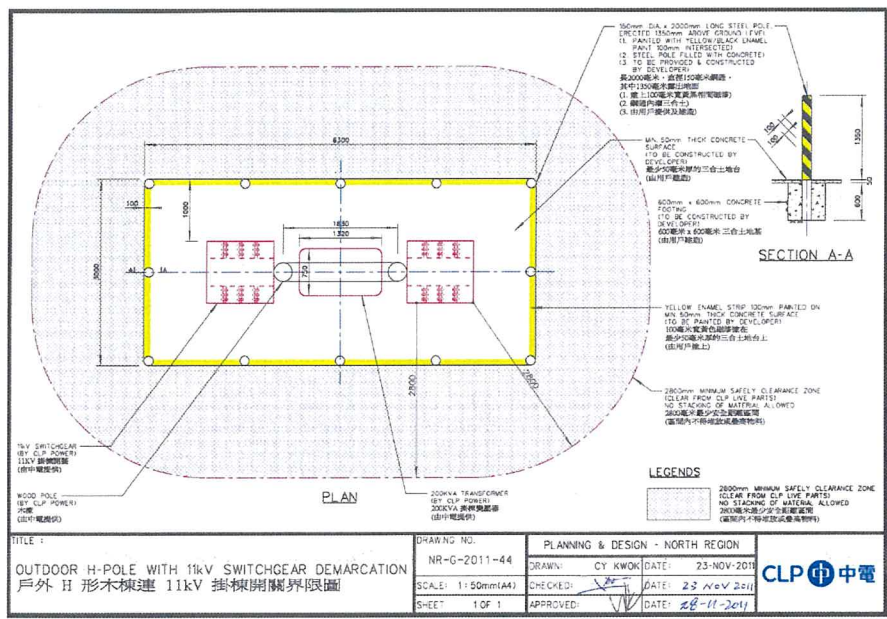 150mm DIA. x 2000mm LONG STEEL POLE,
ERECTED 1350mm ABOVE GROUND LEVEL
(1. PAINTED WITH YELLOW/BLACK ENAMEL
PAINT 100mm INTERSECTED)
(2. STEEL POLE FILLED WITH CONCRETE)
(3. TO BE PROVIDED & CONSTRUCTED
BY DEVELOPER)
長2000毫米，直徑150毫米鋼通，
其中1350毫米露出地面
(1. 塗上100毫米寬黃黑相間磁漆)
(2. 鋼通內灌三合土)
(3. 由用戶提供及建造)
MIN. 50mm THICK CONCRETE
SURFACE
(TO BE CONSTRUCTED BY
DEVELOPER)
最少50毫米厚的三合土地台
(由用戶建造)
600mm x 600mm CONCRETE
FOOTING
(TO BE CONSTRUCTED BY
DEVELOPER)
600毫米 x 600毫米 三合土地基
(由用戶建造)
100
100
1350
50
600
SECTION A-A
6300
100
1000
1850
1320
750
3000
A
A
2800
2800
YELLOW ENAMEL STRIP 100mm PAINTED ON
MIN. 50mm THICK CONCRETE SURFACE
(TO BE PAINTED BY DEVELOPER)
100毫米寬黃色磁漆塗在
最少50毫米厚的三合土地台上
(由用戶塗上)
2800mm MINIMUM SAFELY CLEARANCE ZONE
(CLEAR FROM CLP LIVE PARTS)
NO STACKING OF MATERIAL ALLOWED
2800毫米最少安全距離區間
(區間內不得堆放或疊高物料)
11kV SWITCHGEAR
(BY CLP POWER)
11KV 掛棟開關
(由中電提供)
WOOD POLE
(BY CLP POWER)
木棟
(由中電提供)
PLAN
200KVA TRANSFORMER
(BY CLP POWER)
200KVA 掛棟變壓器
(由中電提供)
LEGENDS
2800mm MINIMUM SAFELY CLEARANCE ZONE
(CLEAR FROM CLP LIVE PARTS)
NO STACKING OF MATERIAL ALLOWED
2800毫米最少安全距離區間
(區間內不得堆放或疊高物料)
TITLE :
OUTDOOR H-POLE WITH 11kV SWITCHGEAR DEMARCATION
戶外 H 形木棟連 11kV 掛棟開關界限圖
DRAWING NO.
NR-G-2011-44
SCALE: 1:50mm(A4)
SHEET 1 OF 1
PLANNING & DESIGN - NORTH REGION
DRAWN: CY KWOK DATE: 23-NOV-2011
CHECKED: DATE: 23 NOV 2011
APPROVED: DATE: 28-11-2011
CLP 中電